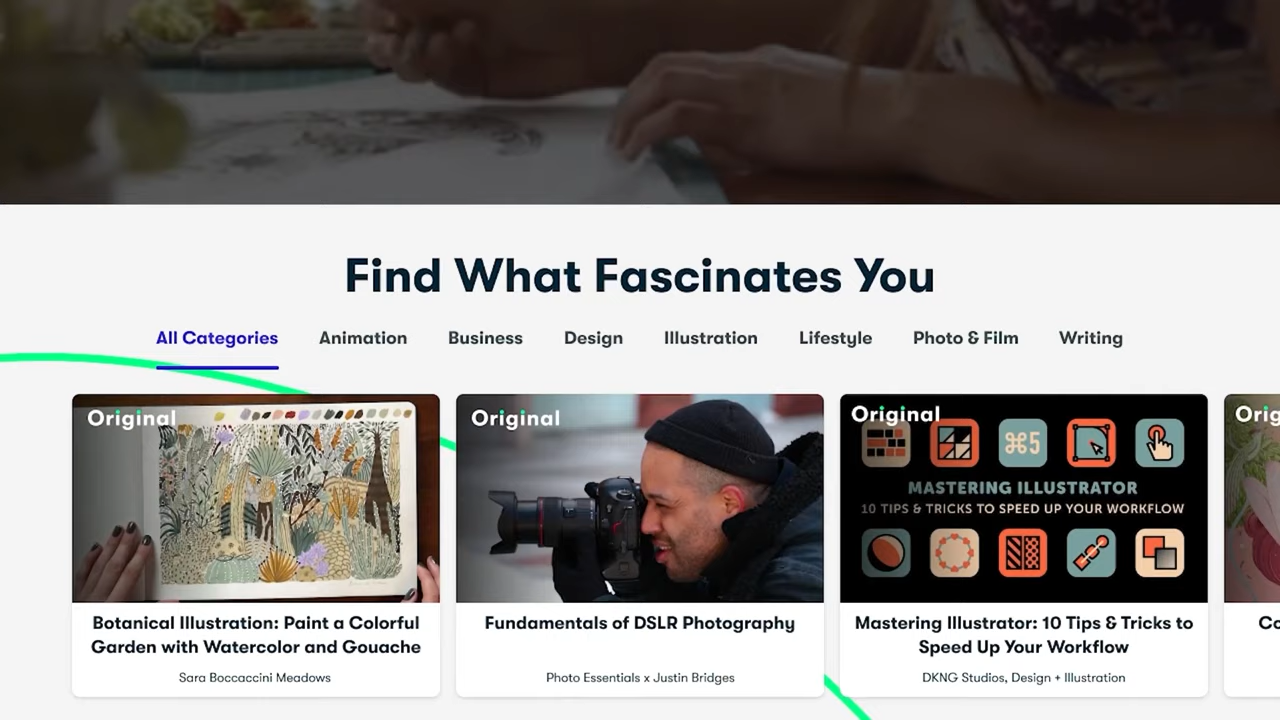 Find What Fascinates You
All Categories Animation Business Design Illustration Lifestyle Photo & Film Writing
Original
Botanical Illustration: Paint a Colorful
Garden with Watercolor and Gouache
Sara Boccaccini Meadows
Original
Fundamentals of DSLR Photography
Photo Essentials x Justin Bridges
Original
⌘5
MASTERING ILLUSTRATOR
10 TIPS & TRICKS TO SPEED UP YOUR WORKFLOW
Mastering Illustrator: 10 Tips & Tricks to
Speed Up Your Workflow
DKNG Studios, Design + Illustration